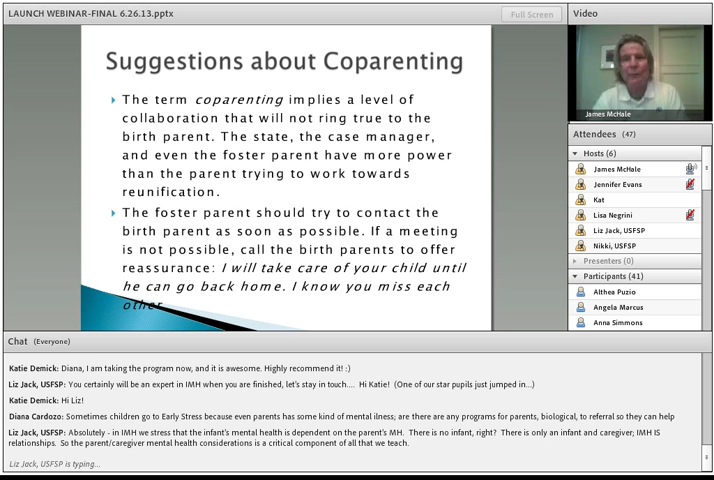 LAUNCH WEBINAR-FINAL 6.26.13.pptx
Full Screen
Suggestions about Coparenting
The term coparenting implies a level of
collaboration that will not ring true to the
birth parent. The state, the case manager,
and even the foster parent have more power
than the parent trying to work towards
reunification.
The foster parent should try to contact the
birth parent as soon as possible. If a meeting
is not possible, call the birth parents to offer
reassurance: I will take care of your child until
he can go back home. I know you miss each
other
Video
James McHale
Attendees (47)
Hosts (6)
James McHale
Jennifer Evans
Kat
Lisa Negrini
Liz Jack, USFSP
Nikki, USFSP
Presenters (0)
Participants (41)
Althea Puzio
Angela Marcus
Anna Simmons
Chat (Everyone)
Katie Demick: Diana, I am taking the program now, and it is awesome. Highly recommend it! :)
Liz Jack, USFSP: You certainly will be an expert in IMH when you are finished, let's stay in touch.... Hi Katie! (One of our star pupils just jumped in...)
Katie Demick: Hi Liz!
Diana Cardozo: Sometimes children go to Early Stress because even parents has some kind of mental ilness; are there are any programs for parents, biological, to referral so they can help
Liz Jack, USFSP: Absolutely - in IMH we stress that the infant's mental health is dependent on the parent's MH. There is no infant, right? There is only an infant and caregiver; IMH IS
relationships. So the parent/caregiver mental health considerations is a critical component of all that we teach.
Liz Jack, USFSP is typing...